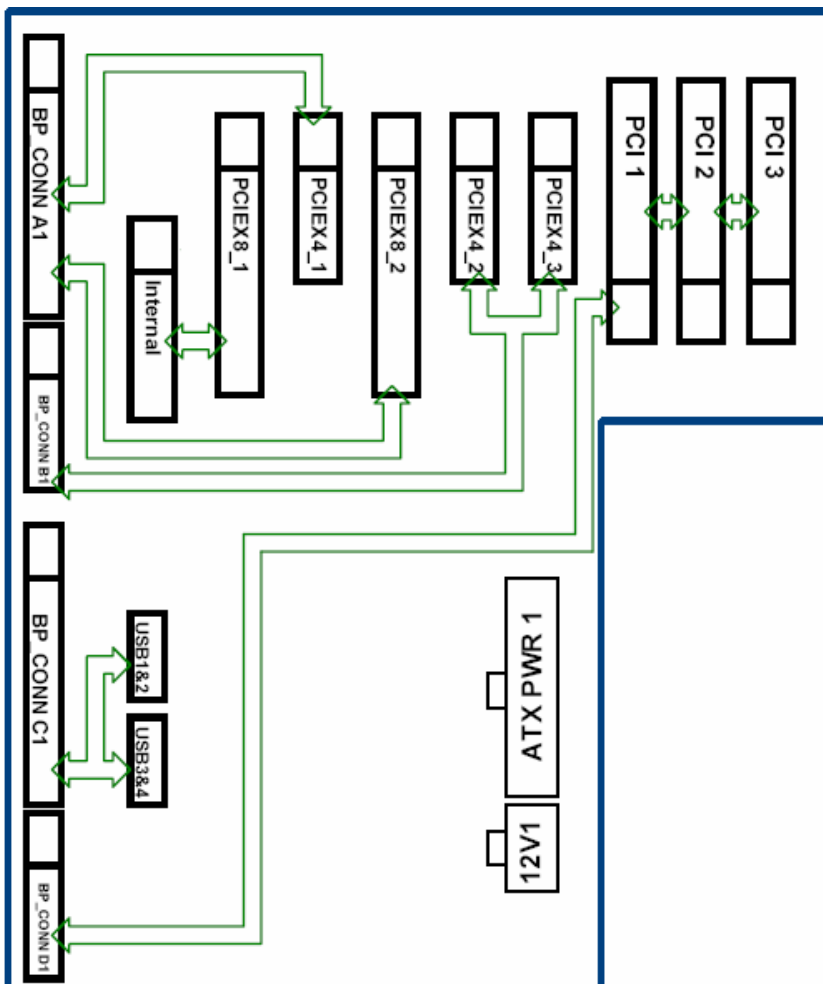 BP_CONN A1
BP_CONN B1
BP_CONN C1
BP_CONN D1
Internal
PCIEX8_1
PCIEX4_1
PCIEX8_2
PCIEX4_2
PCIEX4_3
PCI 1
PCI 2
PCI 3
USB1&2
USB3&4
ATX PWR 1
12V1